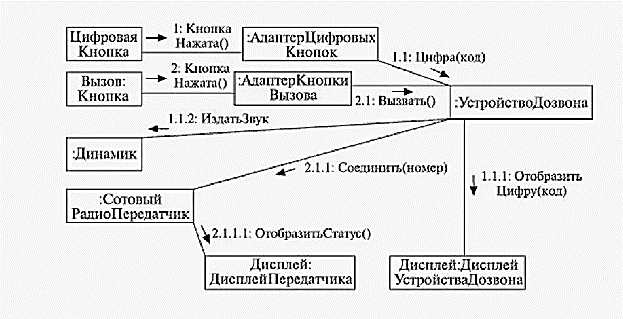 Цифровая
Кнопка
1: Кнопка
Нажата()
:АдаптерЦифровых
Кнопок
1.1: Цифра(код)
Вызов:
Кнопка
2: Кнопка
Нажата()
:АдаптерКнопки
Вызова
2.1: Вызвать()
:УстройствоДозвона
1.1.2: ИздатьЗвук
:Динамик
2.1.1: Соединить(номер)
1.1.1: Отобразить
Цифру(код)
:Сотовый
РадиоПередатчик
2.1.1.1: ОтобразитьСтатус()
Дисплей:
ДисплейПередатчика
Дисплей:Дисплей
УстройстваДозвона